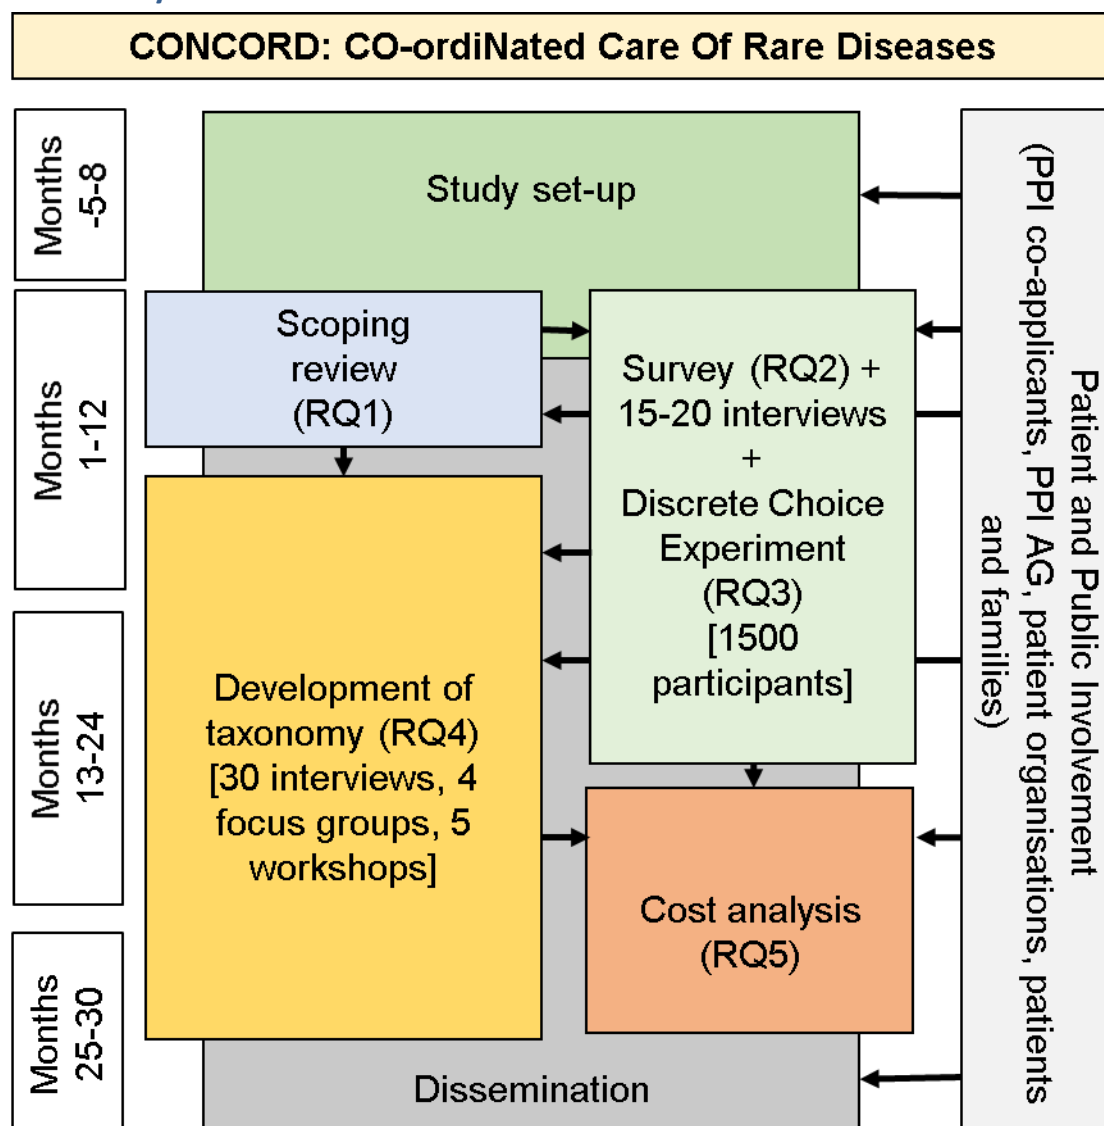 CONCORD: CO-ordiNated Care Of Rare Diseases
Months
-5-8
Study set-up
Months
1-12
Scoping
review
(RQ1)
Survey (RQ2) +
15-20 interviews
+
Discrete Choice
Experiment
(RQ3)
[1500
participants]
Months
13-24
Development of
taxonomy (RQ4)
[30 interviews, 4
focus groups, 5
workshops]
Cost analysis
(RQ5)
Months
25-30
Dissemination
Patient and Public Involvement
(PPI co-applicants, PPI AG, patient organisations, patients
and families)